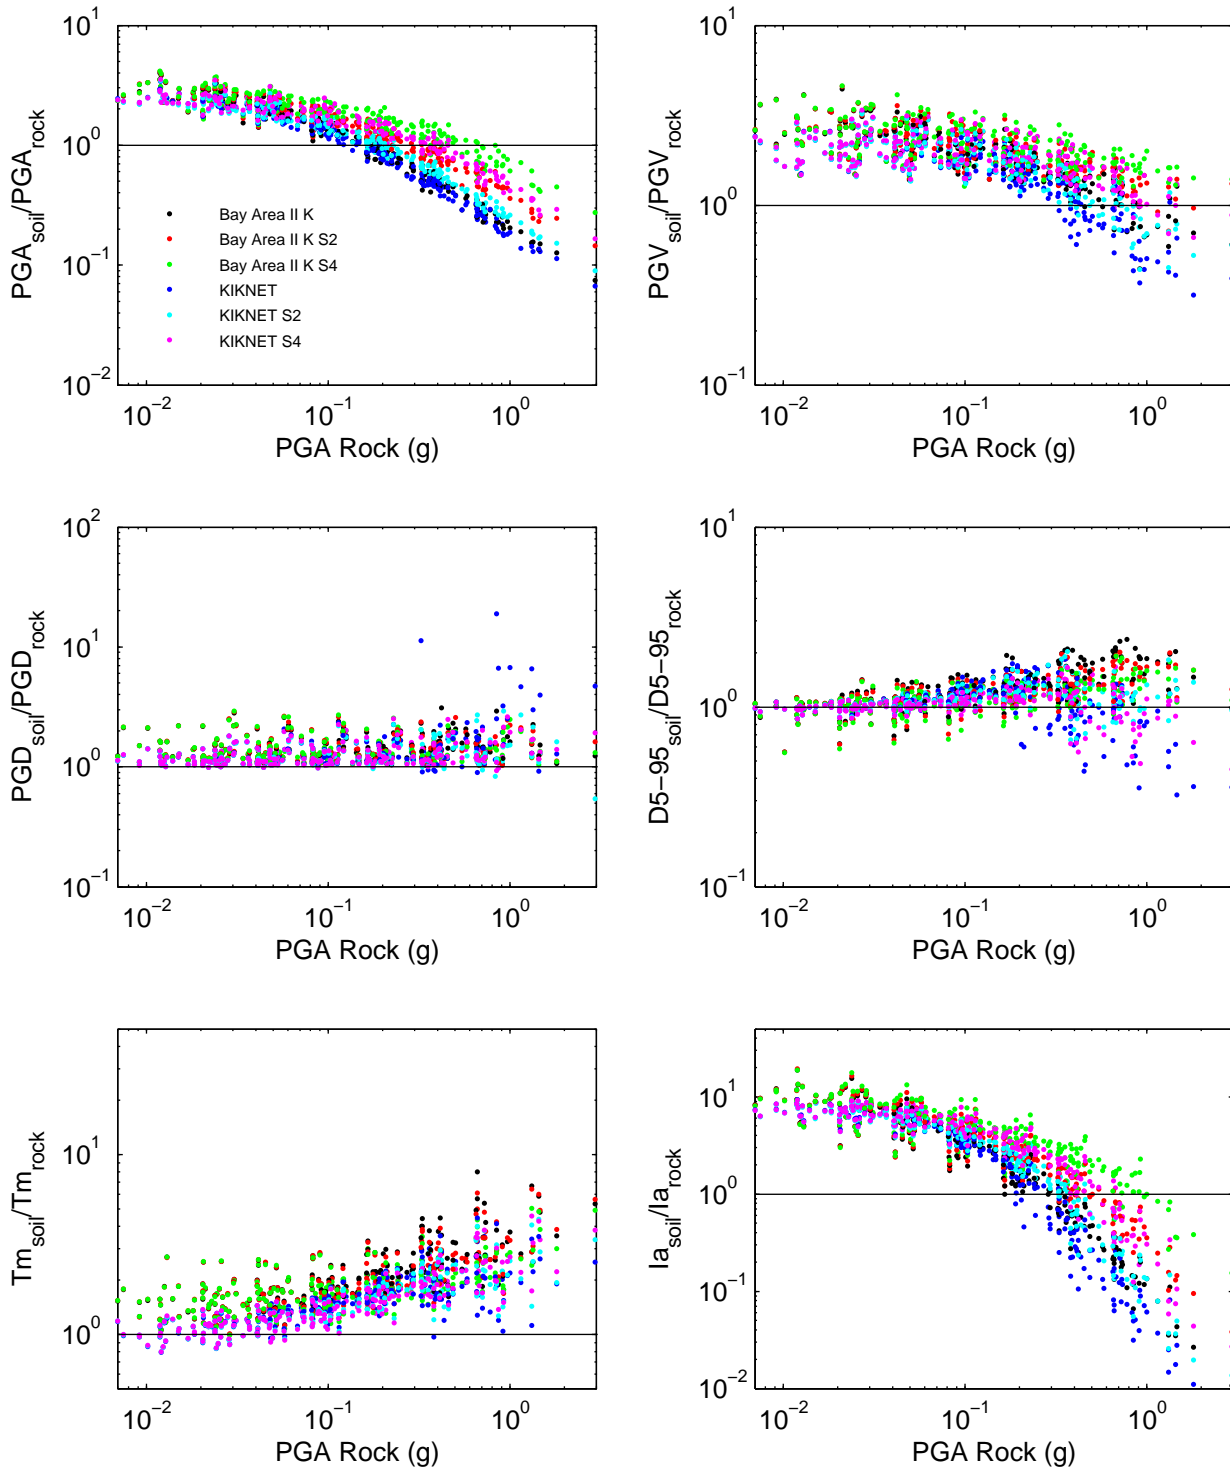 10^1
10^0
10^−1
10^−2
10^−2 10^−1 10^0
PGA Rock (g)
PGA_soil/PGA_rock
Bay Area II K
Bay Area II K S2
Bay Area II K S4
KIKNET
KIKNET S2
KIKNET S4
10^1
10^0
10^−1
10^−2 10^−1 10^0
PGA Rock (g)
PGV_soil/PGV_rock
10^2
10^1
10^0
10^−1
10^−2 10^−1 10^0
PGA Rock (g)
PGD_soil/PGD_rock
10^1
10^0
10^−1
10^−2 10^−1 10^0
PGA Rock (g)
D5−95_soil/D5−95_rock
10^1
10^0
10^−2 10^−1 10^0
PGA Rock (g)
Tm_soil/Tm_rock
10^1
10^0
10^−1
10^−2
10^−2 10^−1 10^0
PGA Rock (g)
Ia_soil/Ia_rock